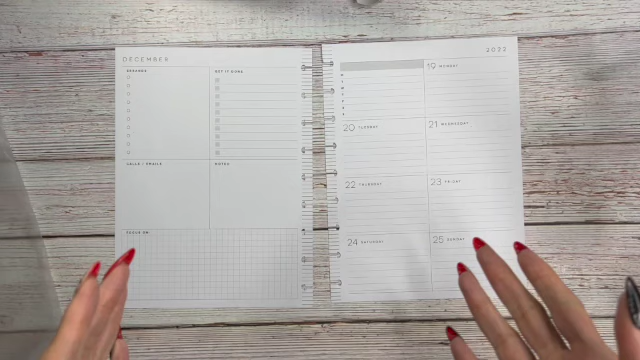 DECEMBER
ERRANDS
GET IT DONE
CALLS / EMAILS
NOTES
FOCUS ON:
2022
19 MONDAY
M
T
W
T
F
S
S
20 TUESDAY
21 WEDNESDAY
22 THURSDAY
23 FRIDAY
24 SATURDAY
25 SUNDAY